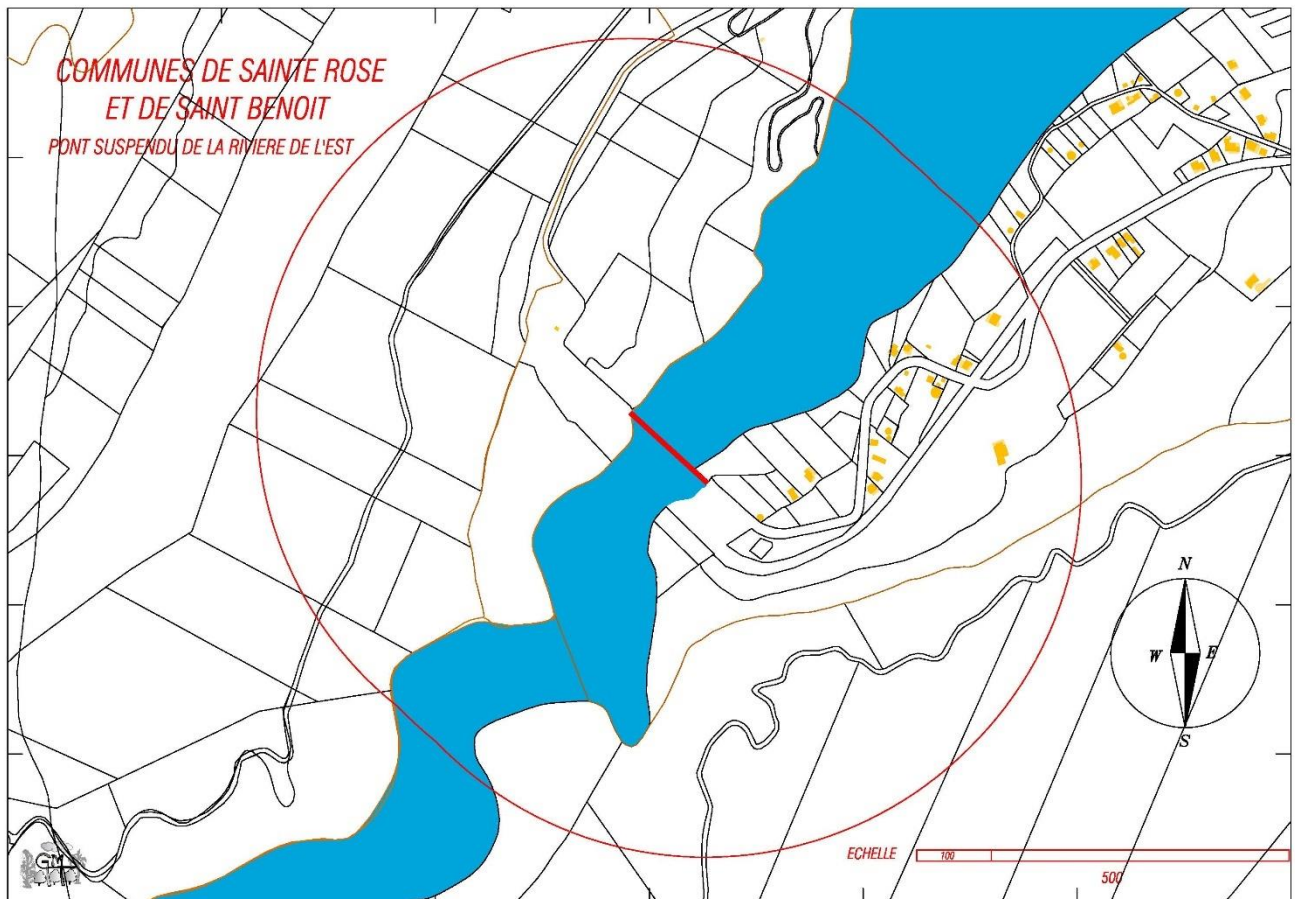 COMMUNES DE SAINTE ROSE
ET DE SAINT BENOIT
PONT SUSPENDU DE LA RIVIERE DE L'EST
N
W E
S
ECHELLE 100
500